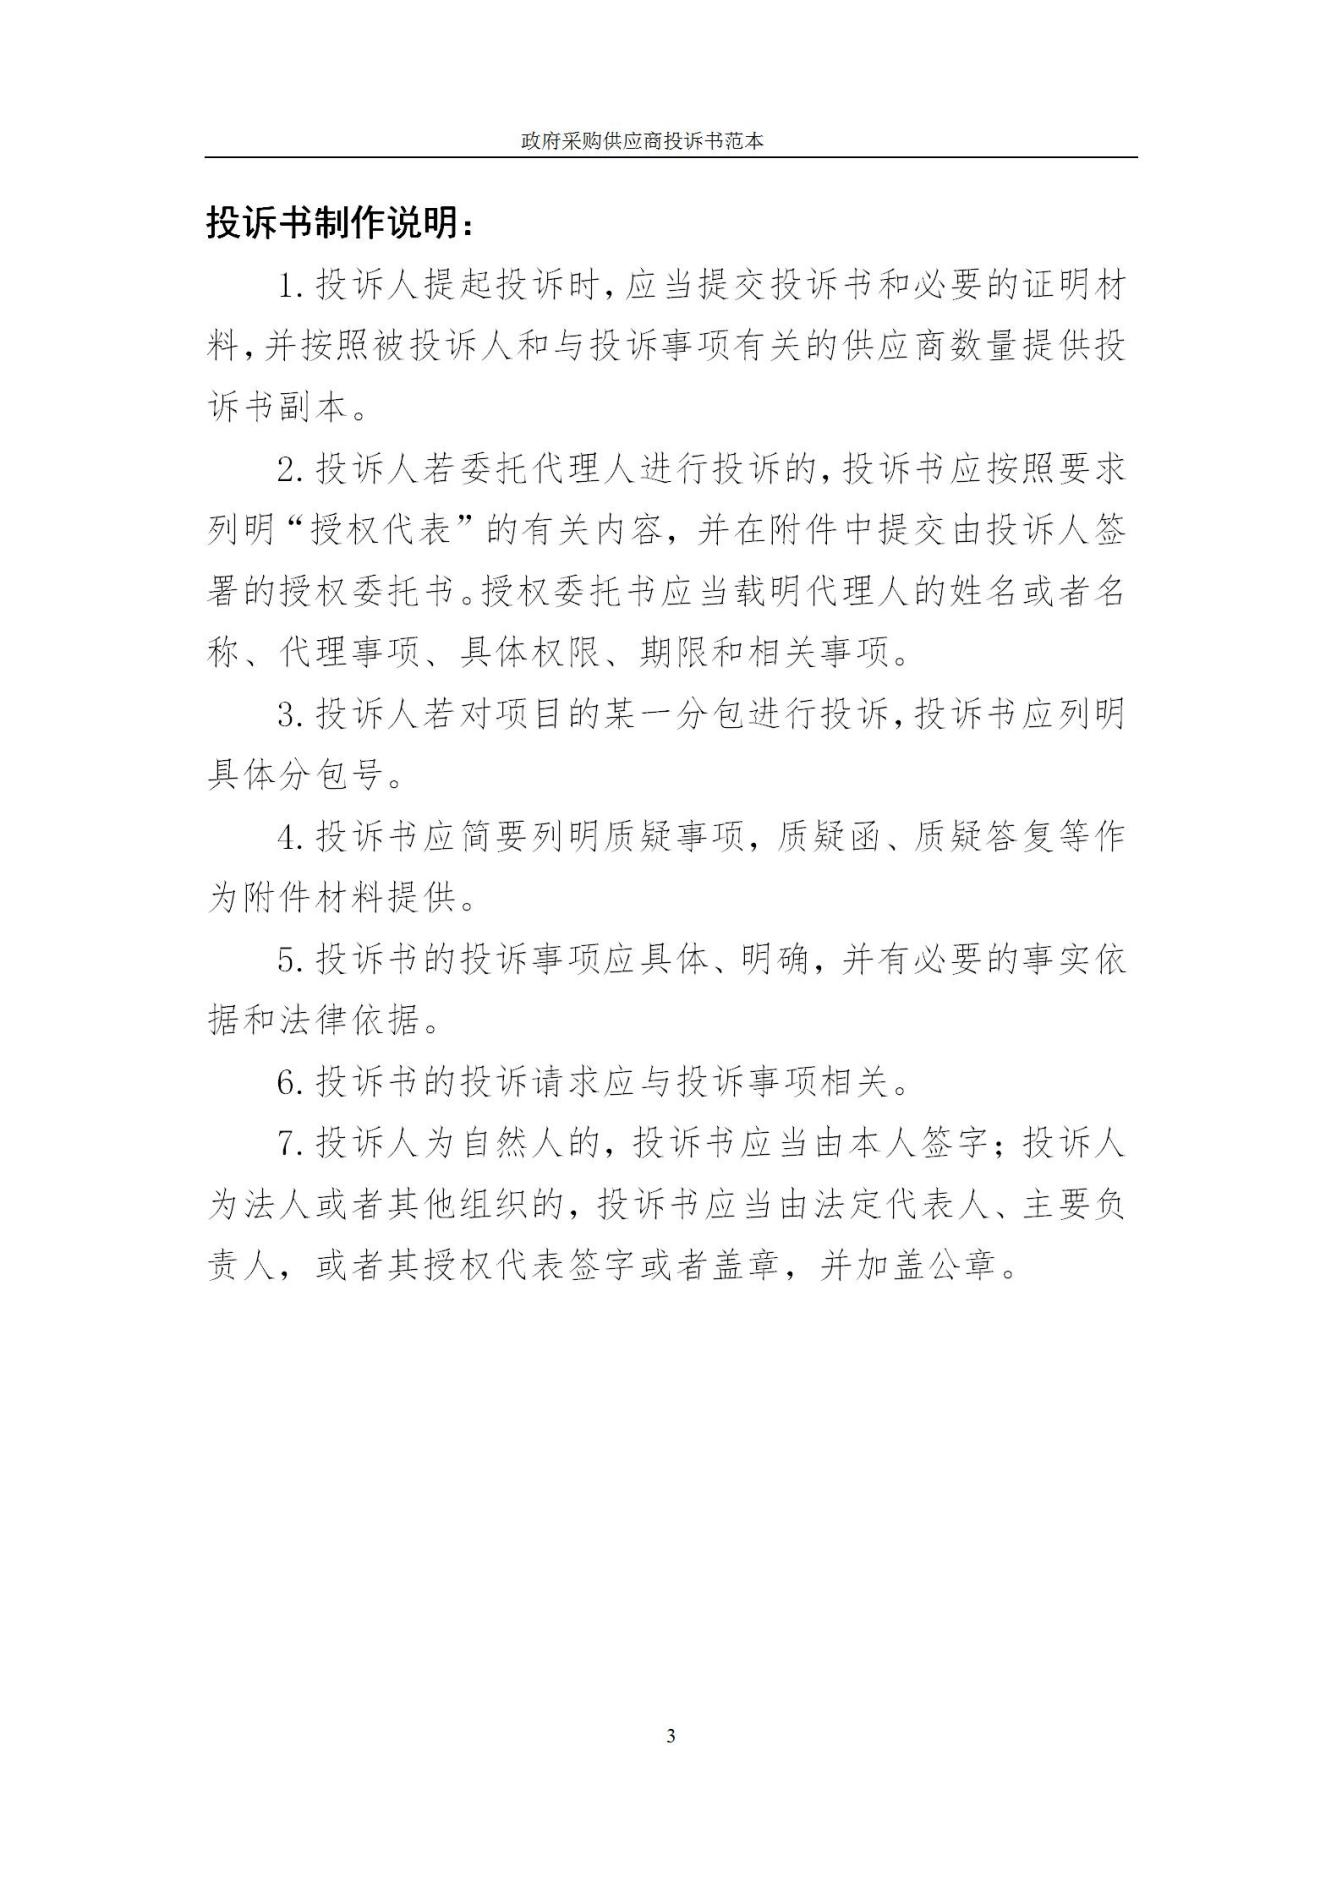 政府采购供应商投诉书范本
投诉书制作说明：
1.投诉人提起投诉时，应当提交投诉书和必要的证明材
料，并按照被投诉人和与投诉事项有关的供应商数量提供投
诉书副本。
2.投诉人若委托代理人进行投诉的，投诉书应按照要求
列明“授权代表”的有关内容，并在附件中提交由投诉人签
署的授权委托书。授权委托书应当载明代理人的姓名或者名
称、代理事项、具体权限、期限和相关事项。
3.投诉人若对项目的某一分包进行投诉，投诉书应列明
具体分包号。
4.投诉书应简要列明质疑事项，质疑函、质疑答复等作
为附件材料提供。
5.投诉书的投诉事项应具体、明确，并有必要的事实依
据和法律依据。
6.投诉书的投诉请求应与投诉事项相关。
7.投诉人为自然人的，投诉书应当由本人签字；投诉人
为法人或者其他组织的，投诉书应当由法定代表人、主要负
责人，或者其授权代表签字或者盖章，并加盖公章。
3